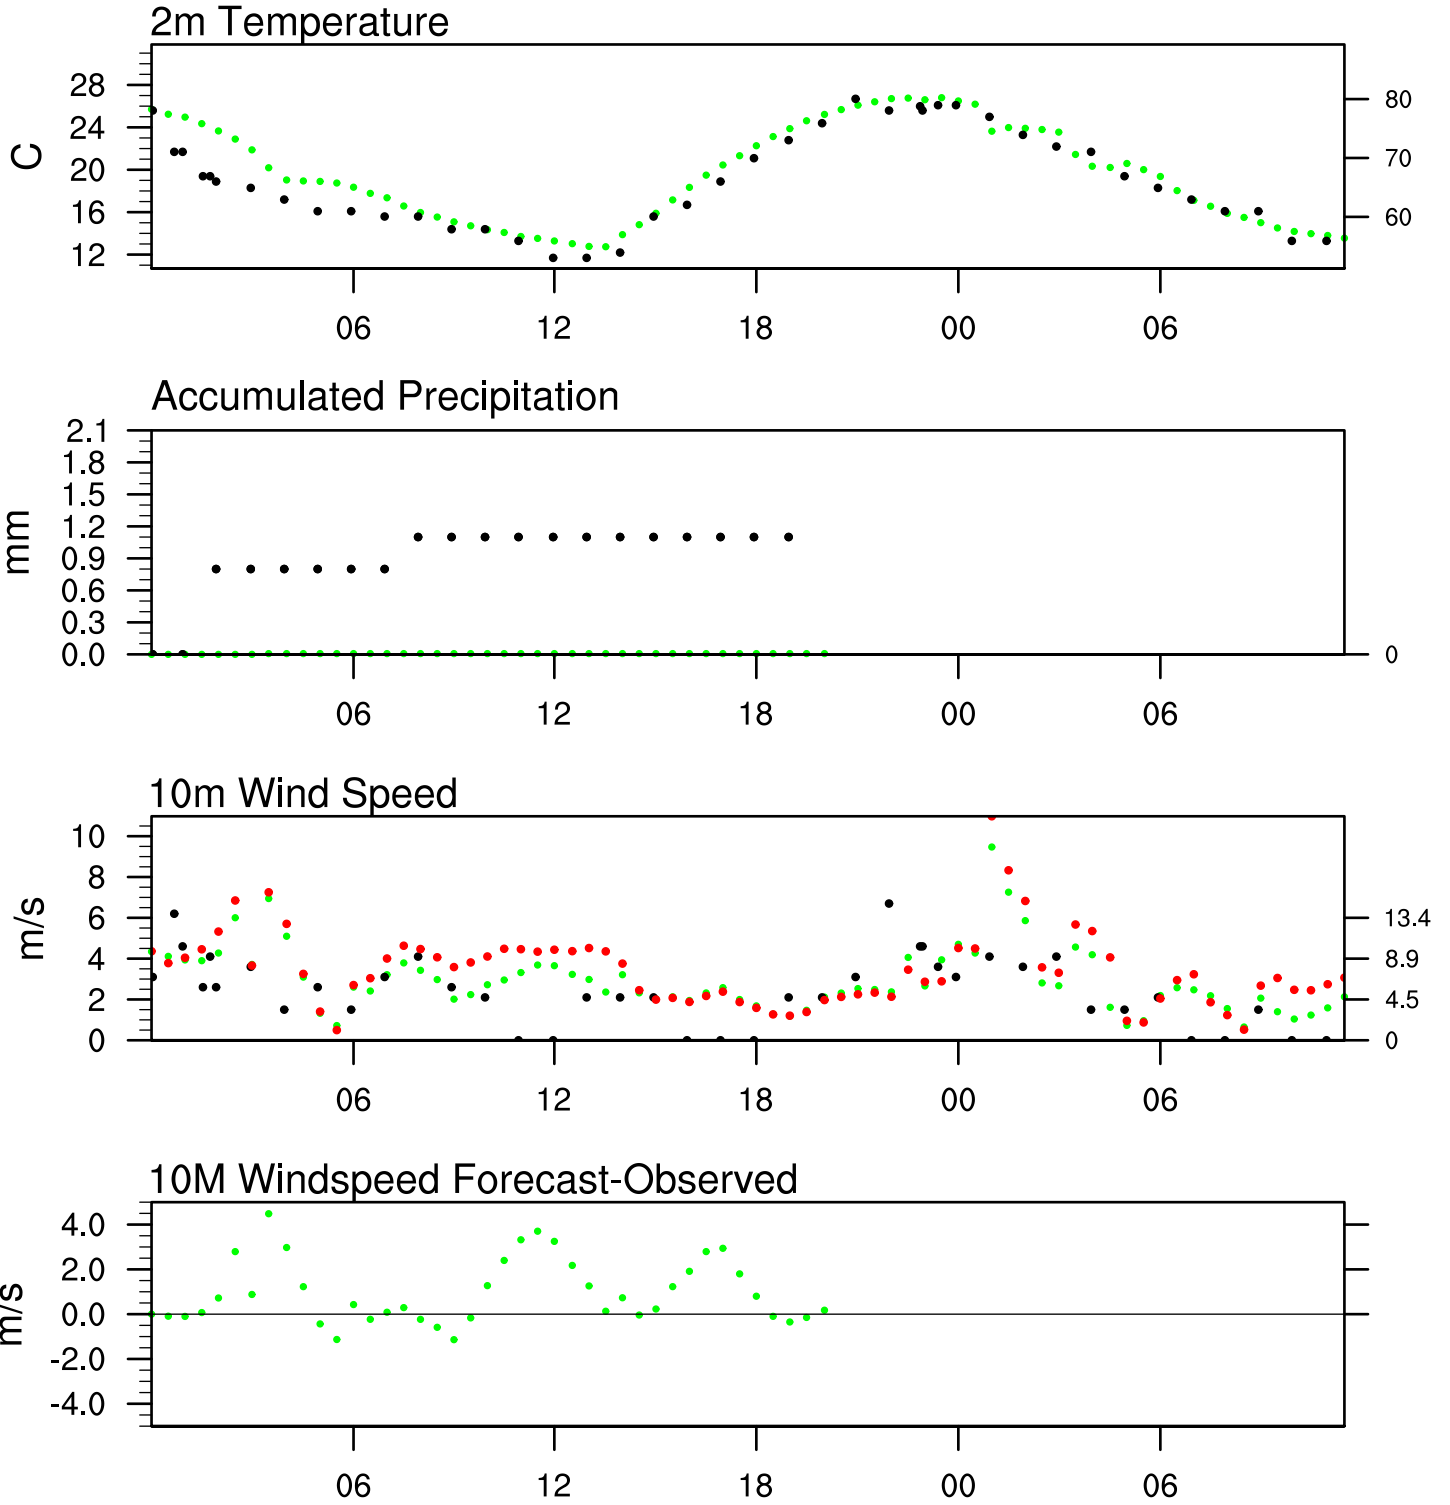 2m Temperature
28
24
20
16
12
C
80
70
60
06 12 18 00 06
Accumulated Precipitation
2.1
1.8
1.5
1.2
0.9
0.6
0.3
0.0
mm
0
06 12 18 00 06
10m Wind Speed
10
8
6
4
2
0
m/s
13.4
8.9
4.5
0
06 12 18 00 06
10M Windspeed Forecast-Observed
4.0
2.0
0.0
-2.0
-4.0
m/s
06 12 18 00 06